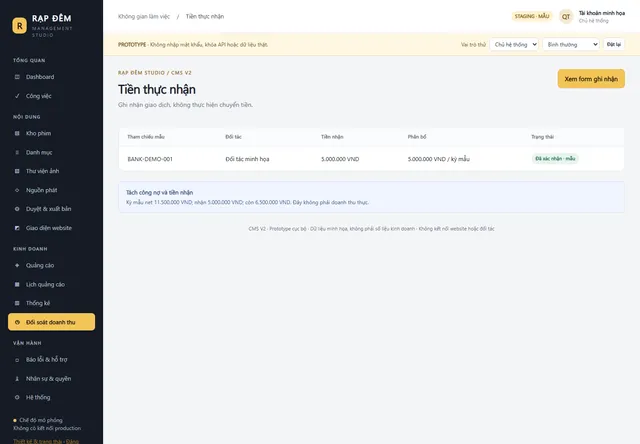 R
RẠP ĐÊM
MANAGEMENT
STUDIO
TỔNG QUAN
Dashboard
Công việc
NỘI DUNG
Kho phim
Danh mục
Thư viện ảnh
Nguồn phát
Duyệt & xuất bản
Giao diện website
KINH DOANH
Quảng cáo
Lịch quảng cáo
Thống kê
Đối soát doanh thu
VẬN HÀNH
Báo lỗi & hỗ trợ
Nhân sự & quyền
Hệ thống
Chế độ mô phỏng
Không có kết nối production
Thiết kế & trạng thái · Đăng
Không gian làm việc / Tiền thực nhận
STAGING · MẪU
QT
Tài khoản minh họa
Chủ hệ thống
PROTOTYPE · Không nhập mật khẩu, khóa API hoặc dữ liệu thật.
Vai trò thử
Chủ hệ thống
Bình thường
Đặt lại
RẠP ĐÊM STUDIO / CMS V2
Tiền thực nhận
Ghi nhận giao dịch, không thực hiện chuyển tiền.
Xem form ghi nhận
Tham chiếu mẫu Đối tác Tiền nhận Phân bổ Trạng thái
BANK-DEMO-001 Đối tác minh họa 5.000.000 VND 5.000.000 VND / kỳ mẫu Đã xác nhận · mẫu
Tách công nợ và tiền nhận
Kỳ mẫu net 11.500.000 VND; nhận 5.000.000 VND; còn 6.500.000 VND. Đây không phải doanh thu thực.
CMS V2 · Prototype cục bộ · Dữ liệu minh họa, không phải số liệu kinh doanh · Không kết nối website hoặc đối tác